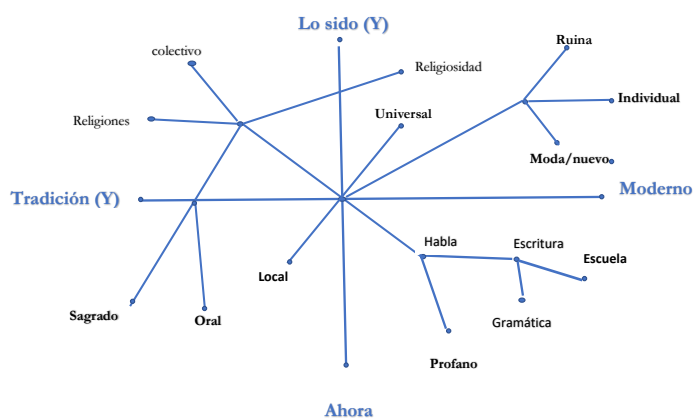 Lo sido (Y)
Ruina
colectivo
Religiosidad
Individual
Universal
Religiones
Moda/nuevo
Tradición (Y)
Moderno
Habla
Escritura
Escuela
Local
Sagrado
Oral
Gramática
Profano
Ahora